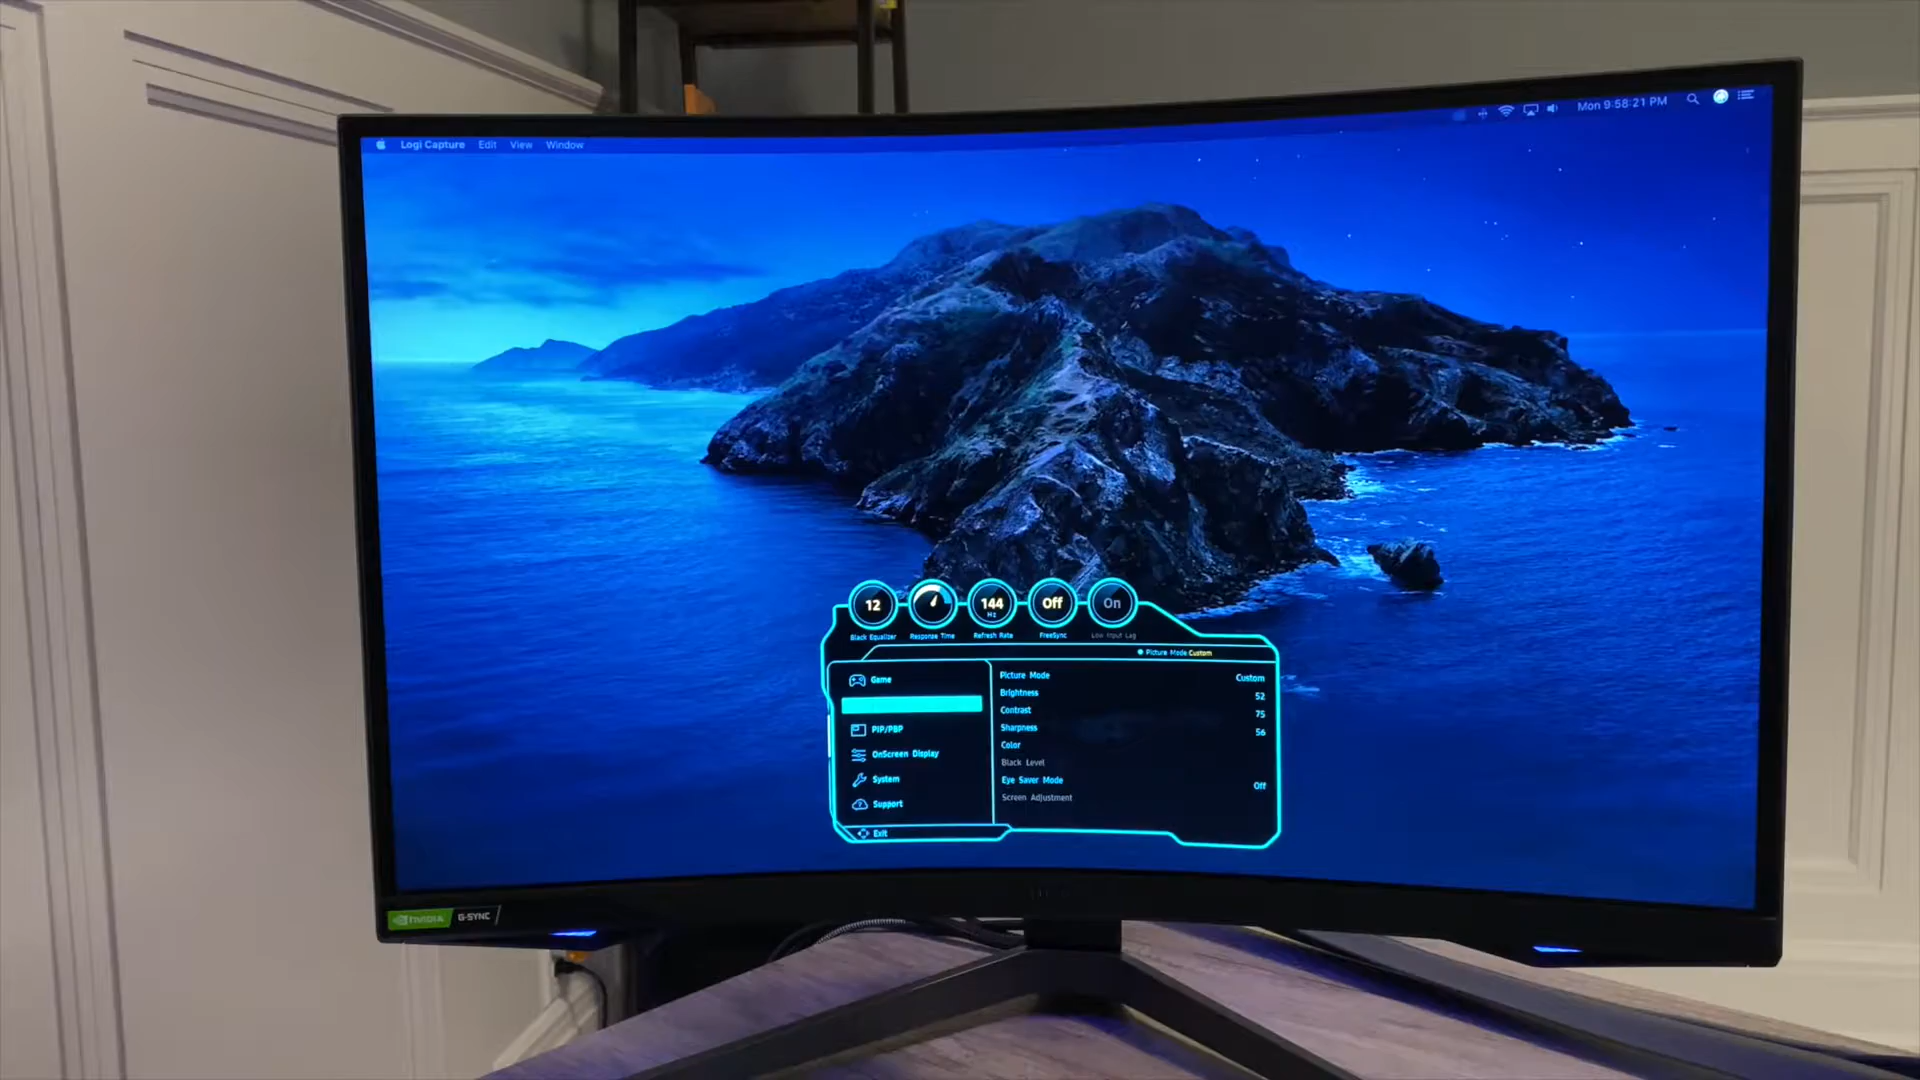 Logi Capture Edit View Window
Mon 9:58:21 PM
12
144
Hz
Off
On
Black Equalizer
Response Time
Refresh Rate
FreeSync
Low Input Lag
Picture Mode Custom
Game
PIP/PBP
OnScreen Display
System
Support
Exit
Picture Mode Custom
Brightness 52
Contrast 75
Sharpness 56
Color
Black Level
Eye Saver Mode Off
Screen Adjustment
NVIDIA G-SYNC